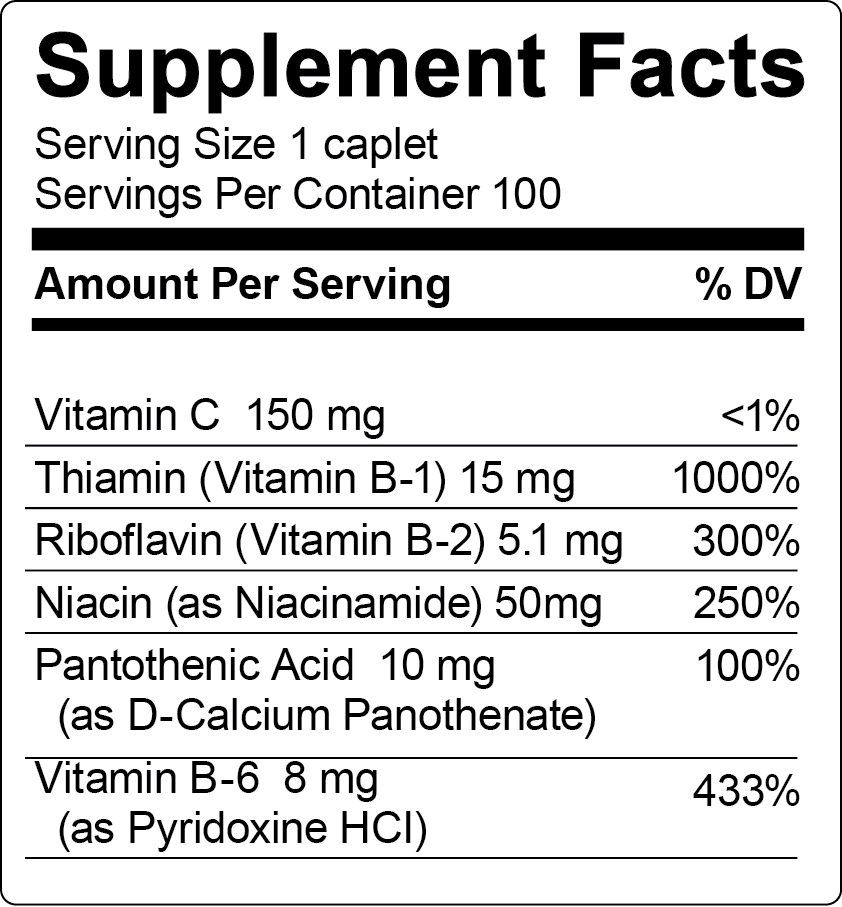 Supplement Facts
Serving Size 1 caplet
Servings Per Container 100
Amount Per Serving % DV
Vitamin C 150 mg <1%
Thiamin (Vitamin B-1) 15 mg 1000%
Riboflavin (Vitamin B-2) 5.1 mg 300%
Niacin (as Niacinamide) 50mg 250%
Pantothenic Acid 10 mg 100%
(as D-Calcium Panothenate)
Vitamin B-6 8 mg 433%
(as Pyridoxine HCl)